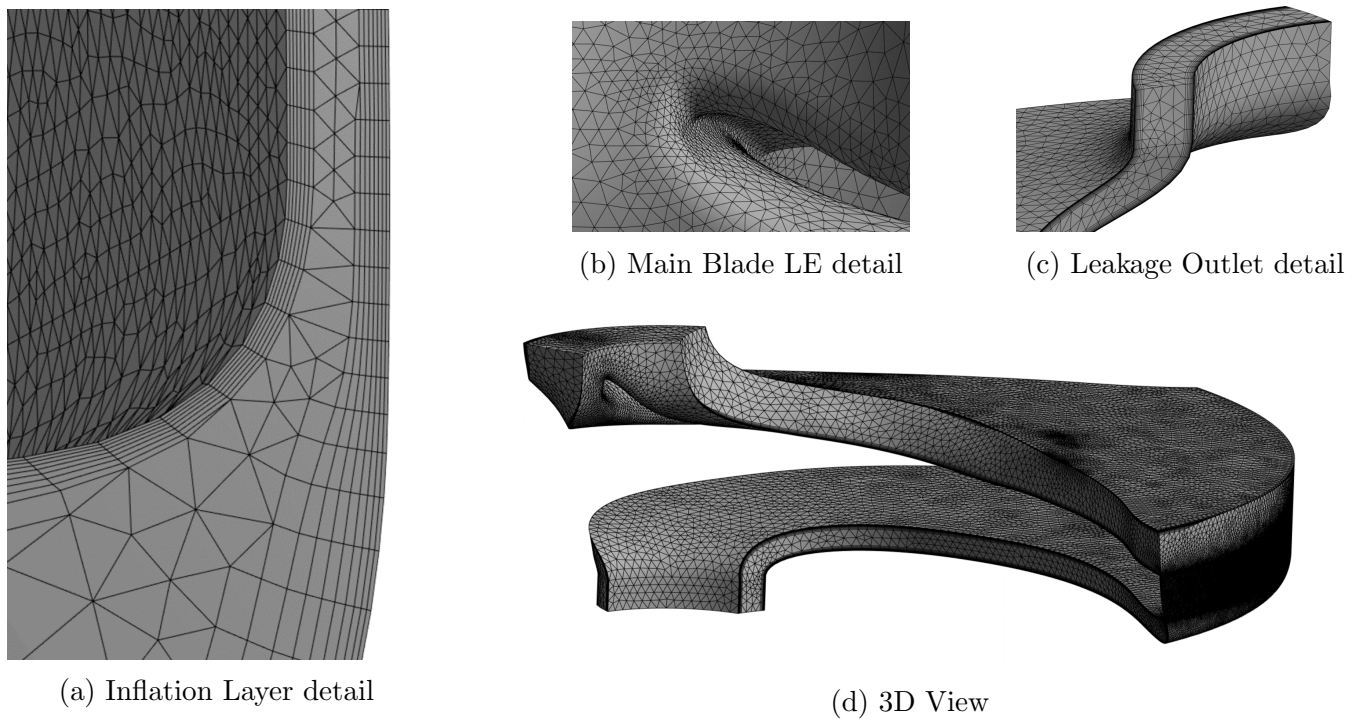 (b) Main Blade LE detail
(c) Leakage Outlet detail
(a) Inflation Layer detail
(d) 3D View